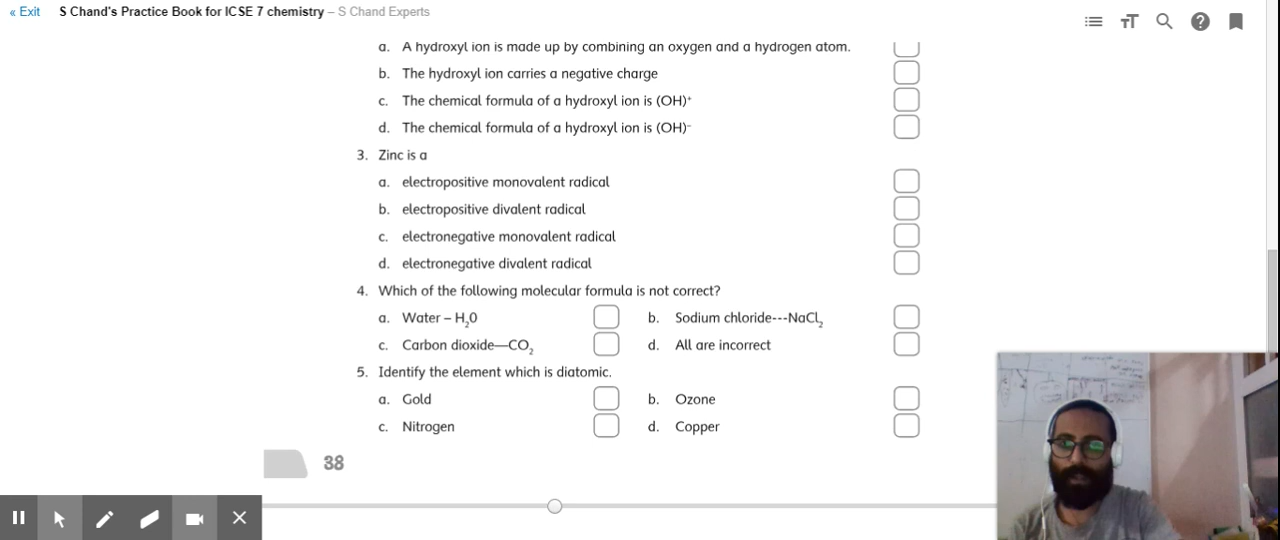 « Exit S Chand's Practice Book for ICSE 7 chemistry – S Chand Experts
a. A hydroxyl ion is made up by combining an oxygen and a hydrogen atom.
b. The hydroxyl ion carries a negative charge
c. The chemical formula of a hydroxyl ion is (OH)⁺
d. The chemical formula of a hydroxyl ion is (OH)⁻
3. Zinc is a
a. electropositive monovalent radical
b. electropositive divalent radical
c. electronegative monovalent radical
d. electronegative divalent radical
4. Which of the following molecular formula is not correct?
a. Water – H₂0 b. Sodium chloride---NaCl₂
c. Carbon dioxide—CO₂ d. All are incorrect
5. Identify the element which is diatomic.
a. Gold b. Ozone
c. Nitrogen d. Copper
38